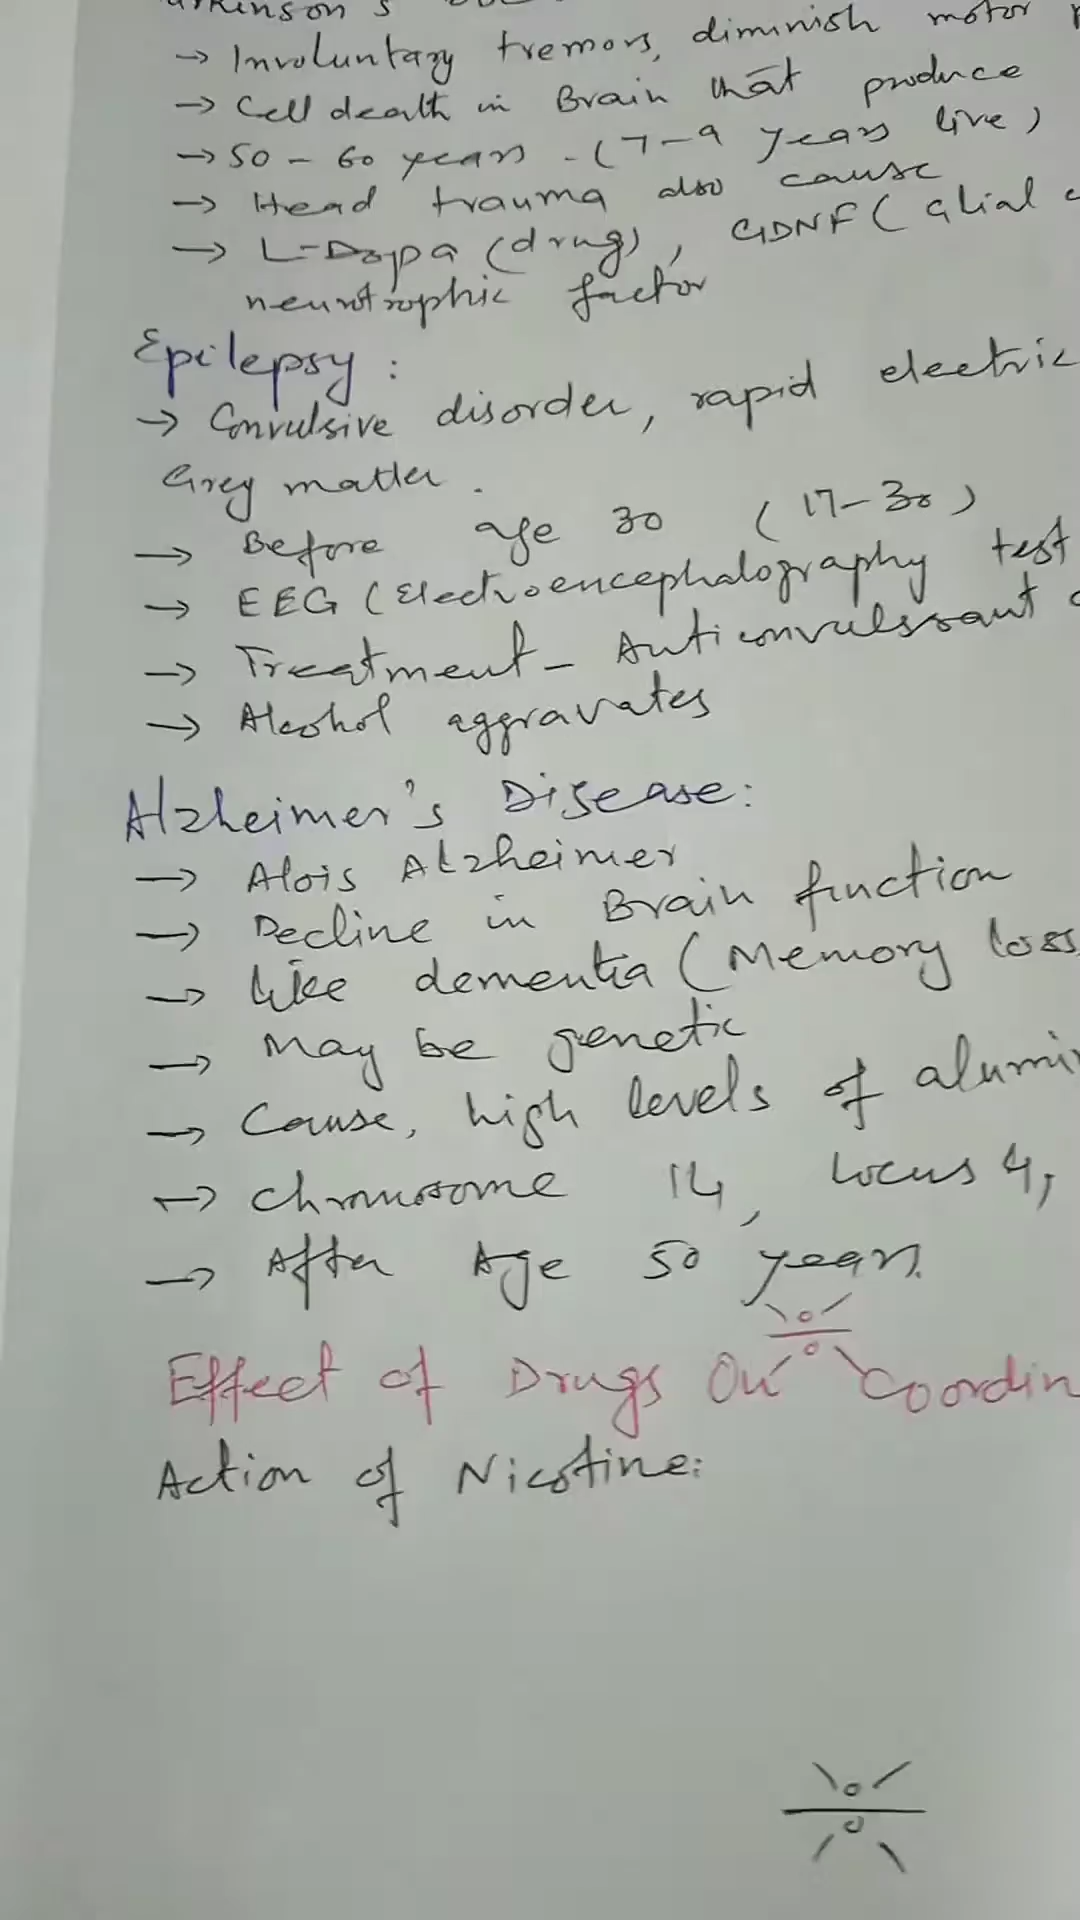 → Involuntary tremors, diminish motor
→ Cell death in Brain that produce
→ 50 - 60 years - (7-9 years live)
→ Head trauma also cause
→ L-Dopa (drug), GDNF (Glial
neurotrophic factor
Epilepsy:
→ Convulsive disorder, rapid electric
Grey matter.
→ Before age 30 (17-30)
→ EEG (Electroencephalography test
→ Treatment - Anticonvulssant
→ Alcohol aggravates
Alzheimer's Disease:
→ Alois Alzheimer
→ Decline in Brain function
→ like dementia (Memory loss
→ May be genetic
→ Cause, high levels of alumi
→ Chromosome 14, locus 4,
→ After Age 50 years.
Effect of Drugs On Coordin
Action of Nicotine: